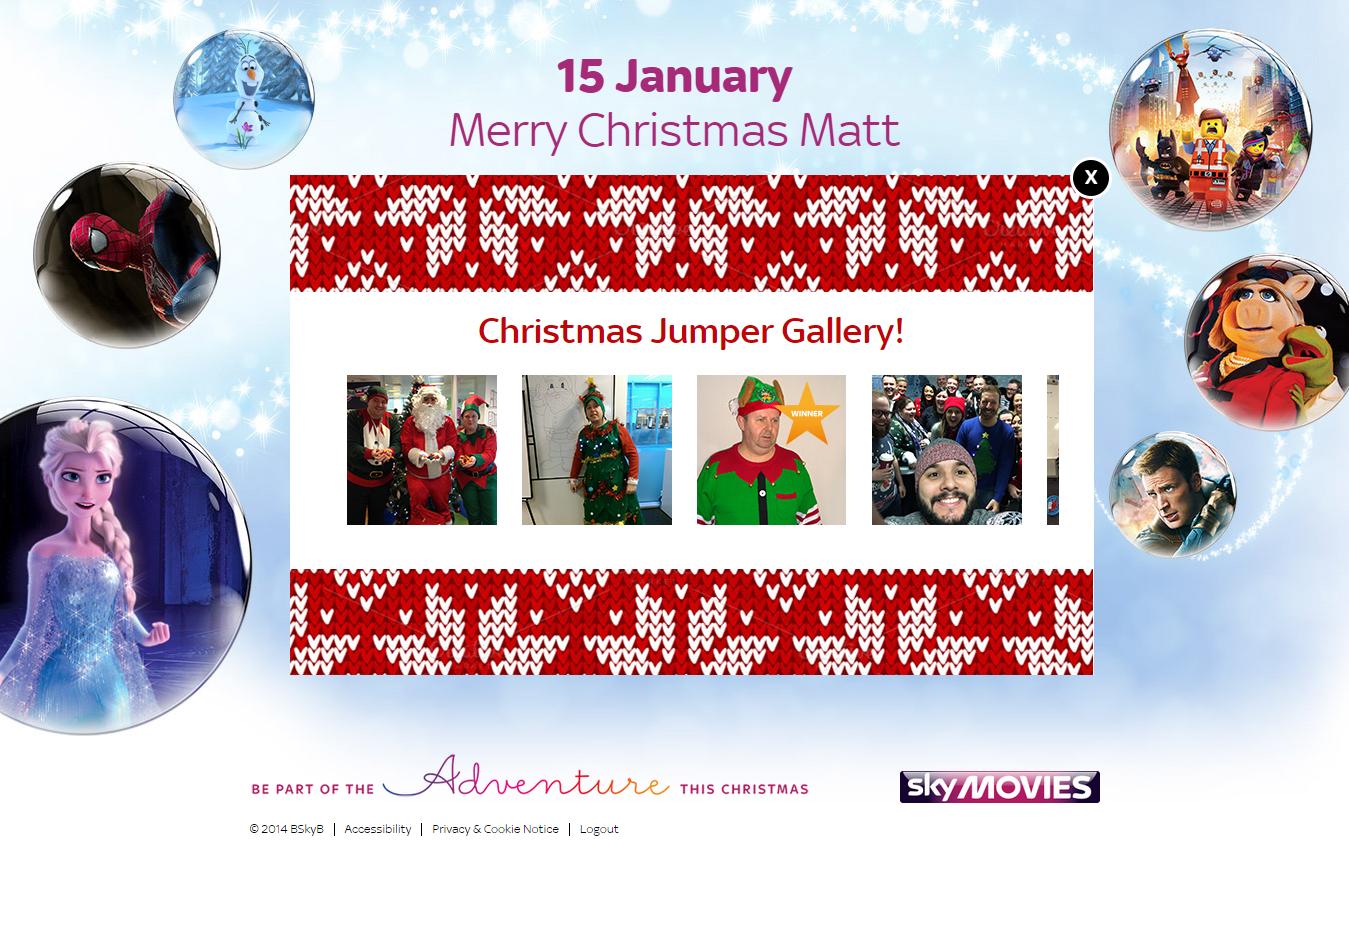 15 January
Merry Christmas Matt
X
Christmas Jumper Gallery!
WINNER
BE PART OF THE Adventure THIS CHRISTMAS
sky MOVIES
© 2014 BSkyB | Accessibility | Privacy & Cookie Notice | Logout